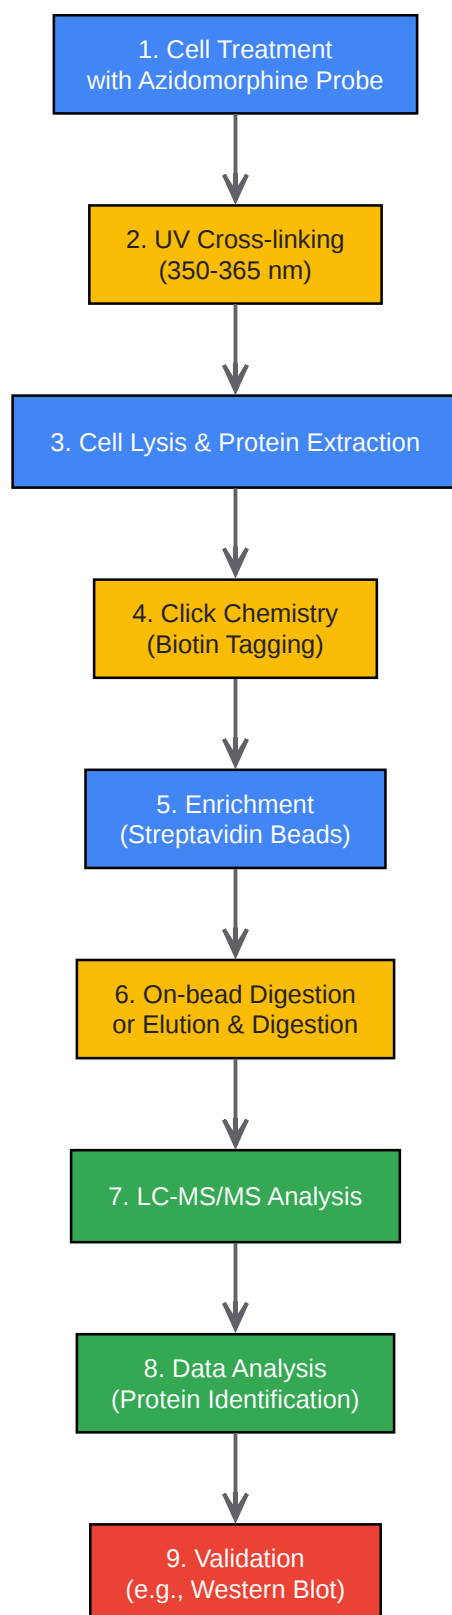 1. Cell Treatment
with Azidomorphine Probe
2. UV Cross-linking
(350-365 nm)
3. Cell Lysis & Protein Extraction
4. Click Chemistry
(Biotin Tagging)
5. Enrichment
(Streptavidin Beads)
6. On-bead Digestion
or Elution & Digestion
7. LC-MS/MS Analysis
8. Data Analysis
(Protein Identification)
9. Validation
(e.g., Western Blot)